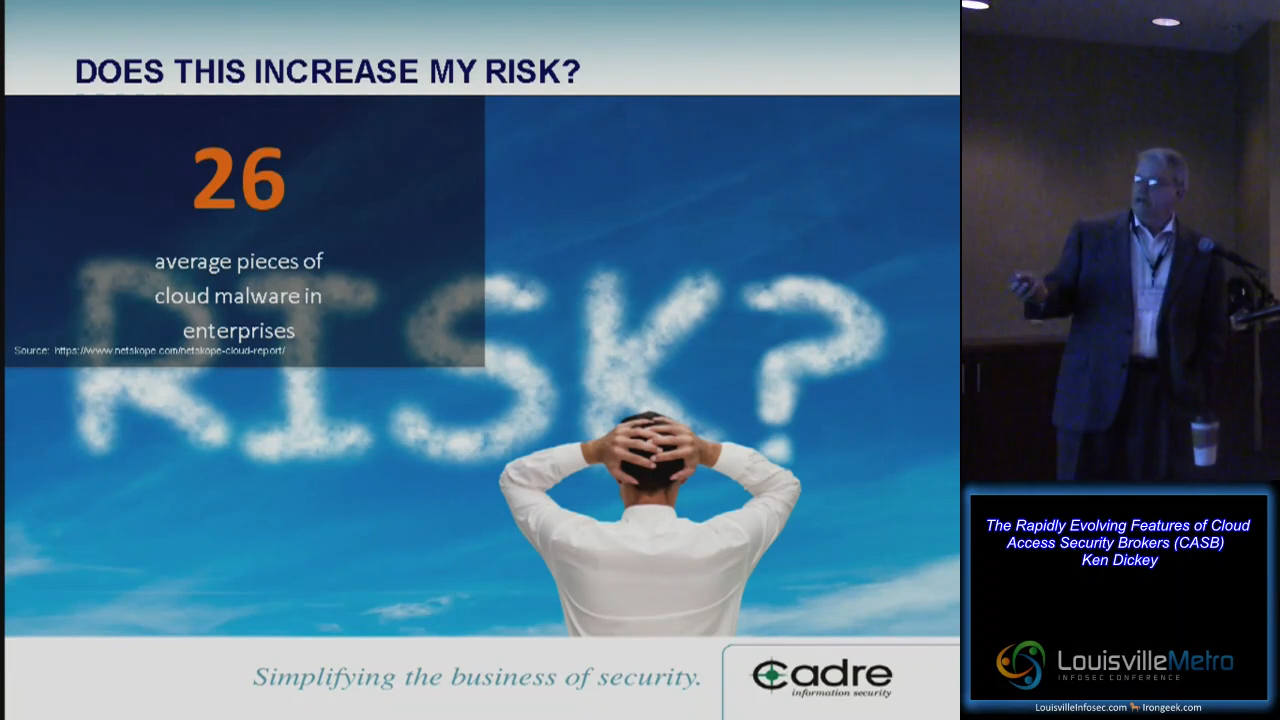 DOES THIS INCREASE MY RISK?
26
average pieces of
cloud malware in
enterprises
Source: https://www.netskope.com/netskope-cloud-report/
RISK?
Simplifying the business of security.
Cadre
information security
The Rapidly Evolving Features of Cloud
Access Security Brokers (CASB)
Ken Dickey
LouisvilleMetro
INFOSEC CONFERENCE
LouisvilleInfosec.com Irongeek.com